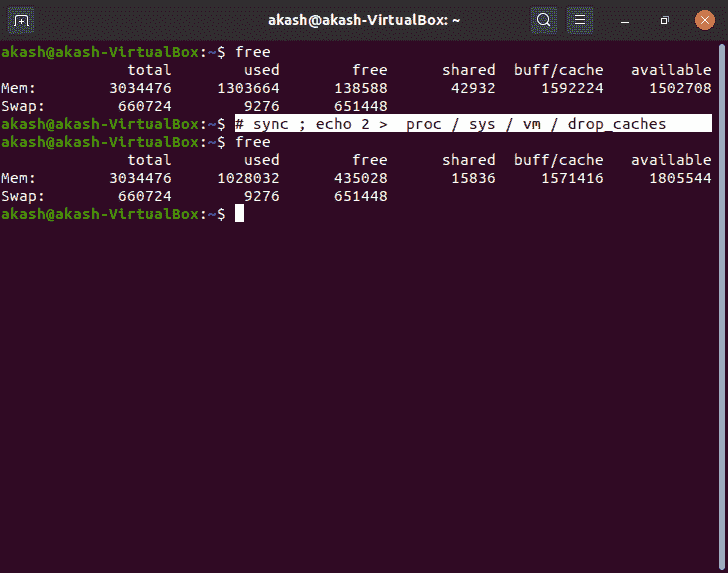 akash@akash-VirtualBox: ~
akash@akash-VirtualBox:~$ free
total used free shared buff/cache available
Mem: 3034476 1303664 138588 42932 1592224 1502708
Swap: 660724 9276 651448
akash@akash-VirtualBox:~$ # sync ; echo 2 > proc / sys / vm / drop_caches
akash@akash-VirtualBox:~$ free
total used free shared buff/cache available
Mem: 3034476 1028032 435028 15836 1571416 1805544
Swap: 660724 9276 651448
akash@akash-VirtualBox:~$